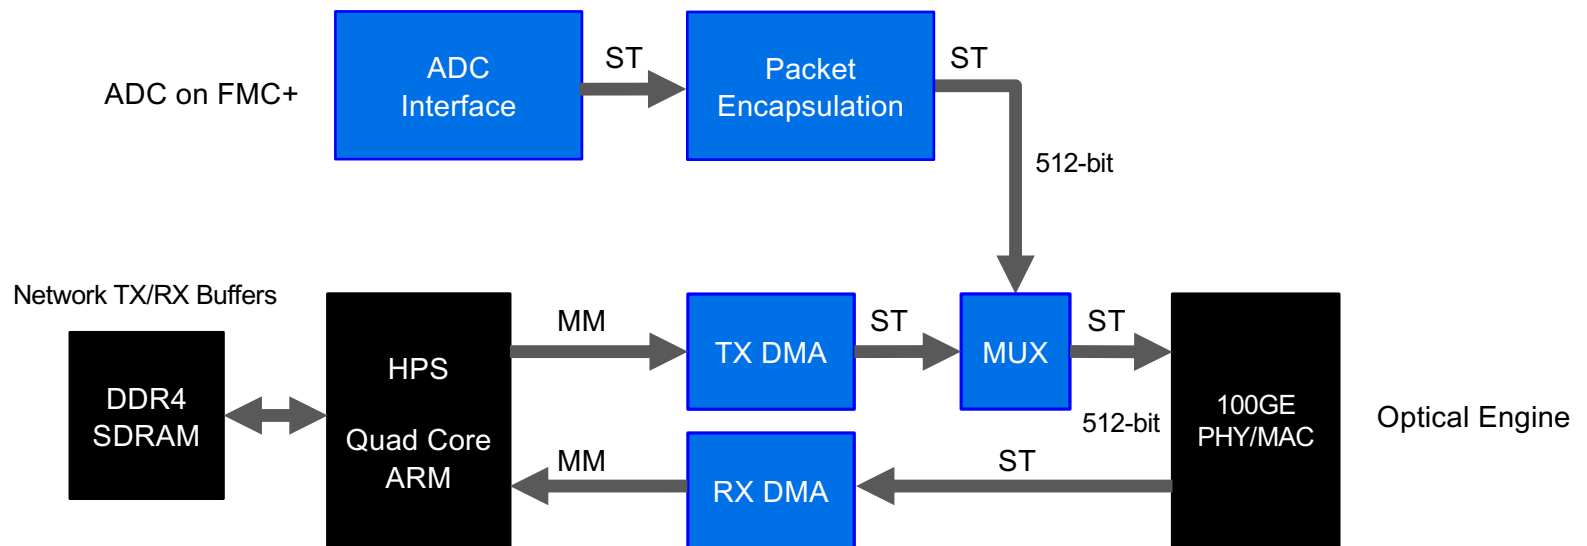 ADC on FMC+
ADC
Interface
ST
Packet
Encapsulation
ST
512-bit
Network TX/RX Buffers
DDR4
SDRAM
HPS
Quad Core
ARM
MM
TX DMA
ST
MUX
ST
512-bit
100GE
PHY/MAC
Optical Engine
MM
RX DMA
ST